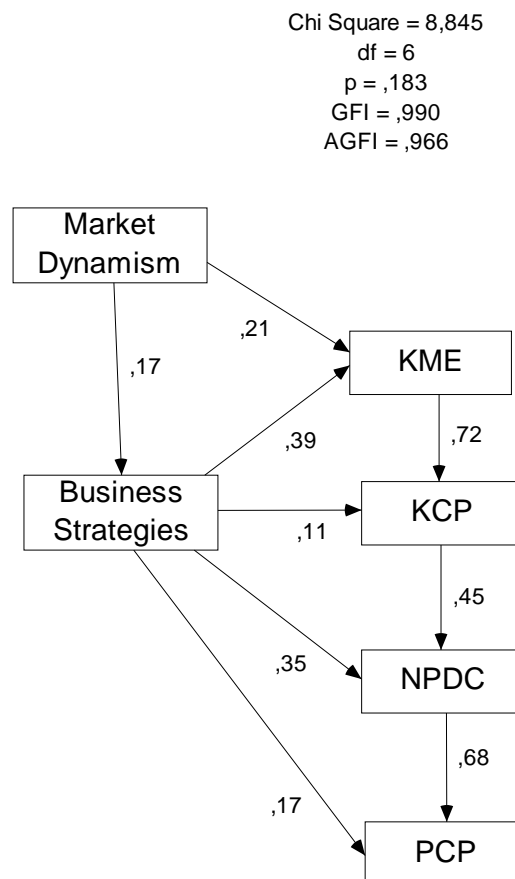 Chi Square = 8,845
df = 6
p = ,183
GFI = ,990
AGFI = ,966
Market
Dynamism
,21
KME
,17
,39
,72
Business
Strategies
KCP
,11
,45
,35
NPDC
,68
,17
PCP